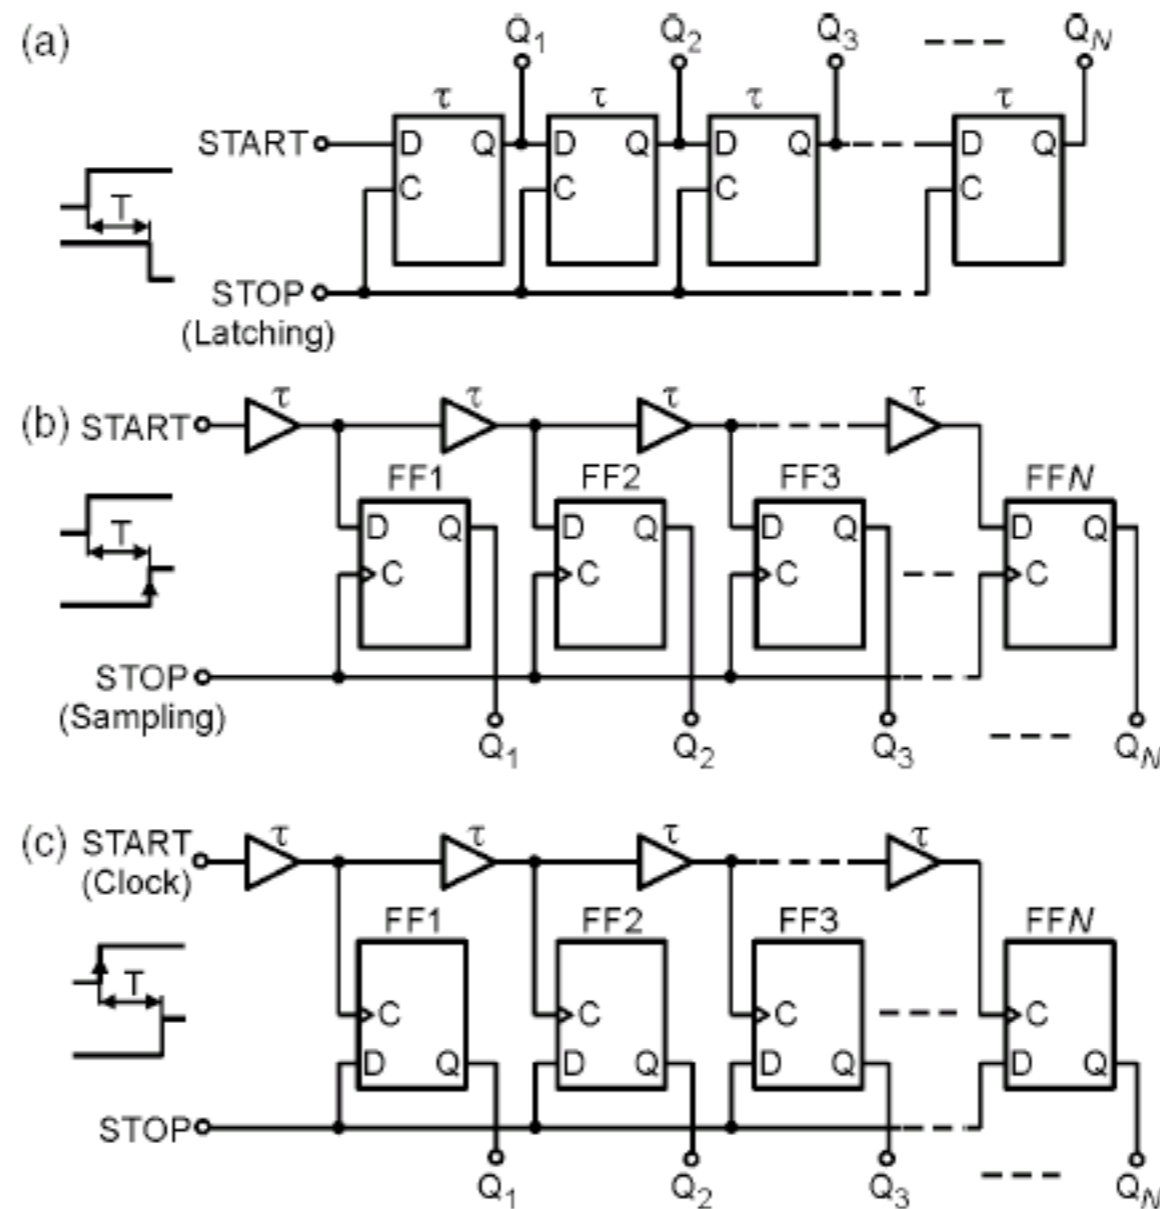 (a) Q1 Q2 Q3 QN
τ τ τ τ
START D Q D Q D Q D Q
T C C C C
STOP
(Latching)
(b) START τ τ τ τ
FF1 FF2 FF3 FFN
T D Q D Q D Q D Q
C C C C
STOP
(Sampling)
Q1 Q2 Q3 QN
(c) START τ τ τ τ
(Clock)
FF1 FF2 FF3 FFN
T C C C C
D Q D Q D Q D Q
STOP
Q1 Q2 Q3 QN